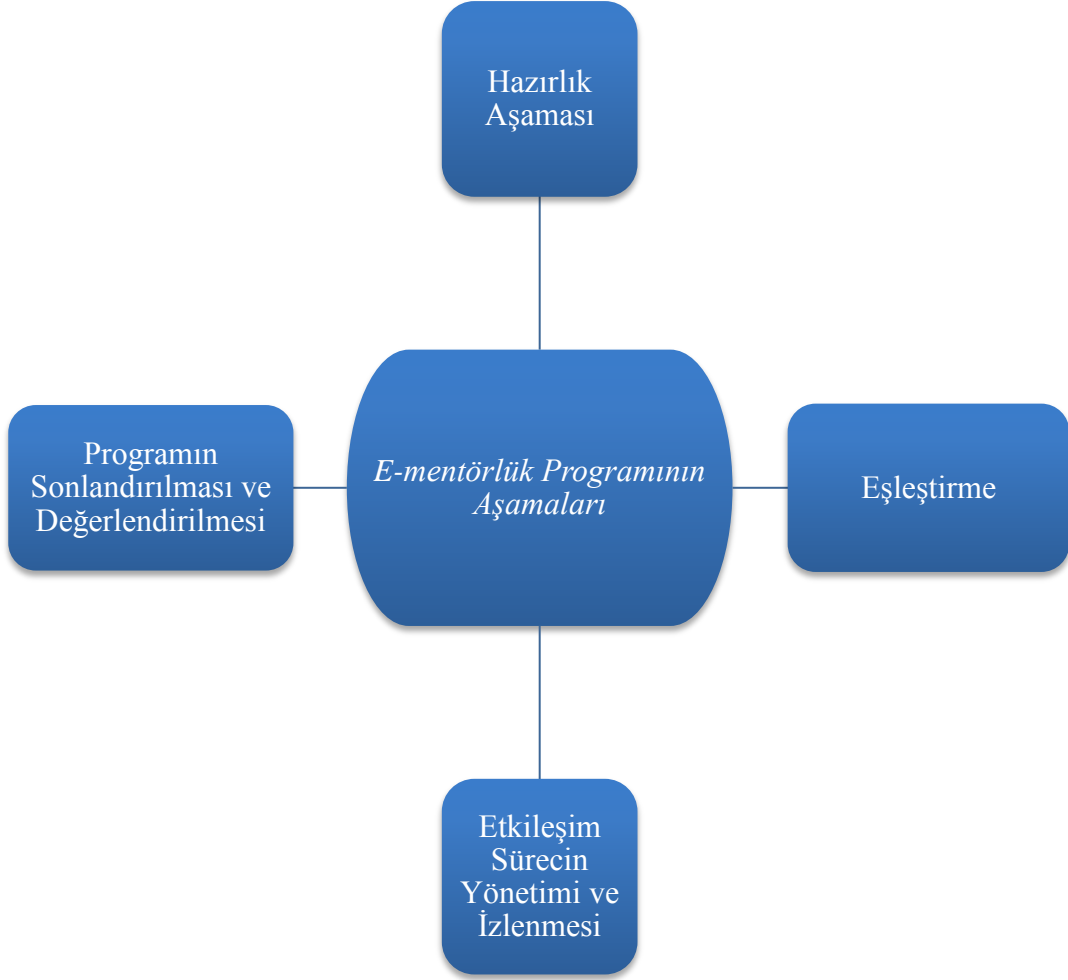 Hazırlık
Aşaması
Programın
Sonlandırılması ve
Değerlendirilmesi
E-mentörlük Programının
Aşamaları
Eşleştirme
Etkileşim
Sürecin
Yönetimi ve
İzlenmesi